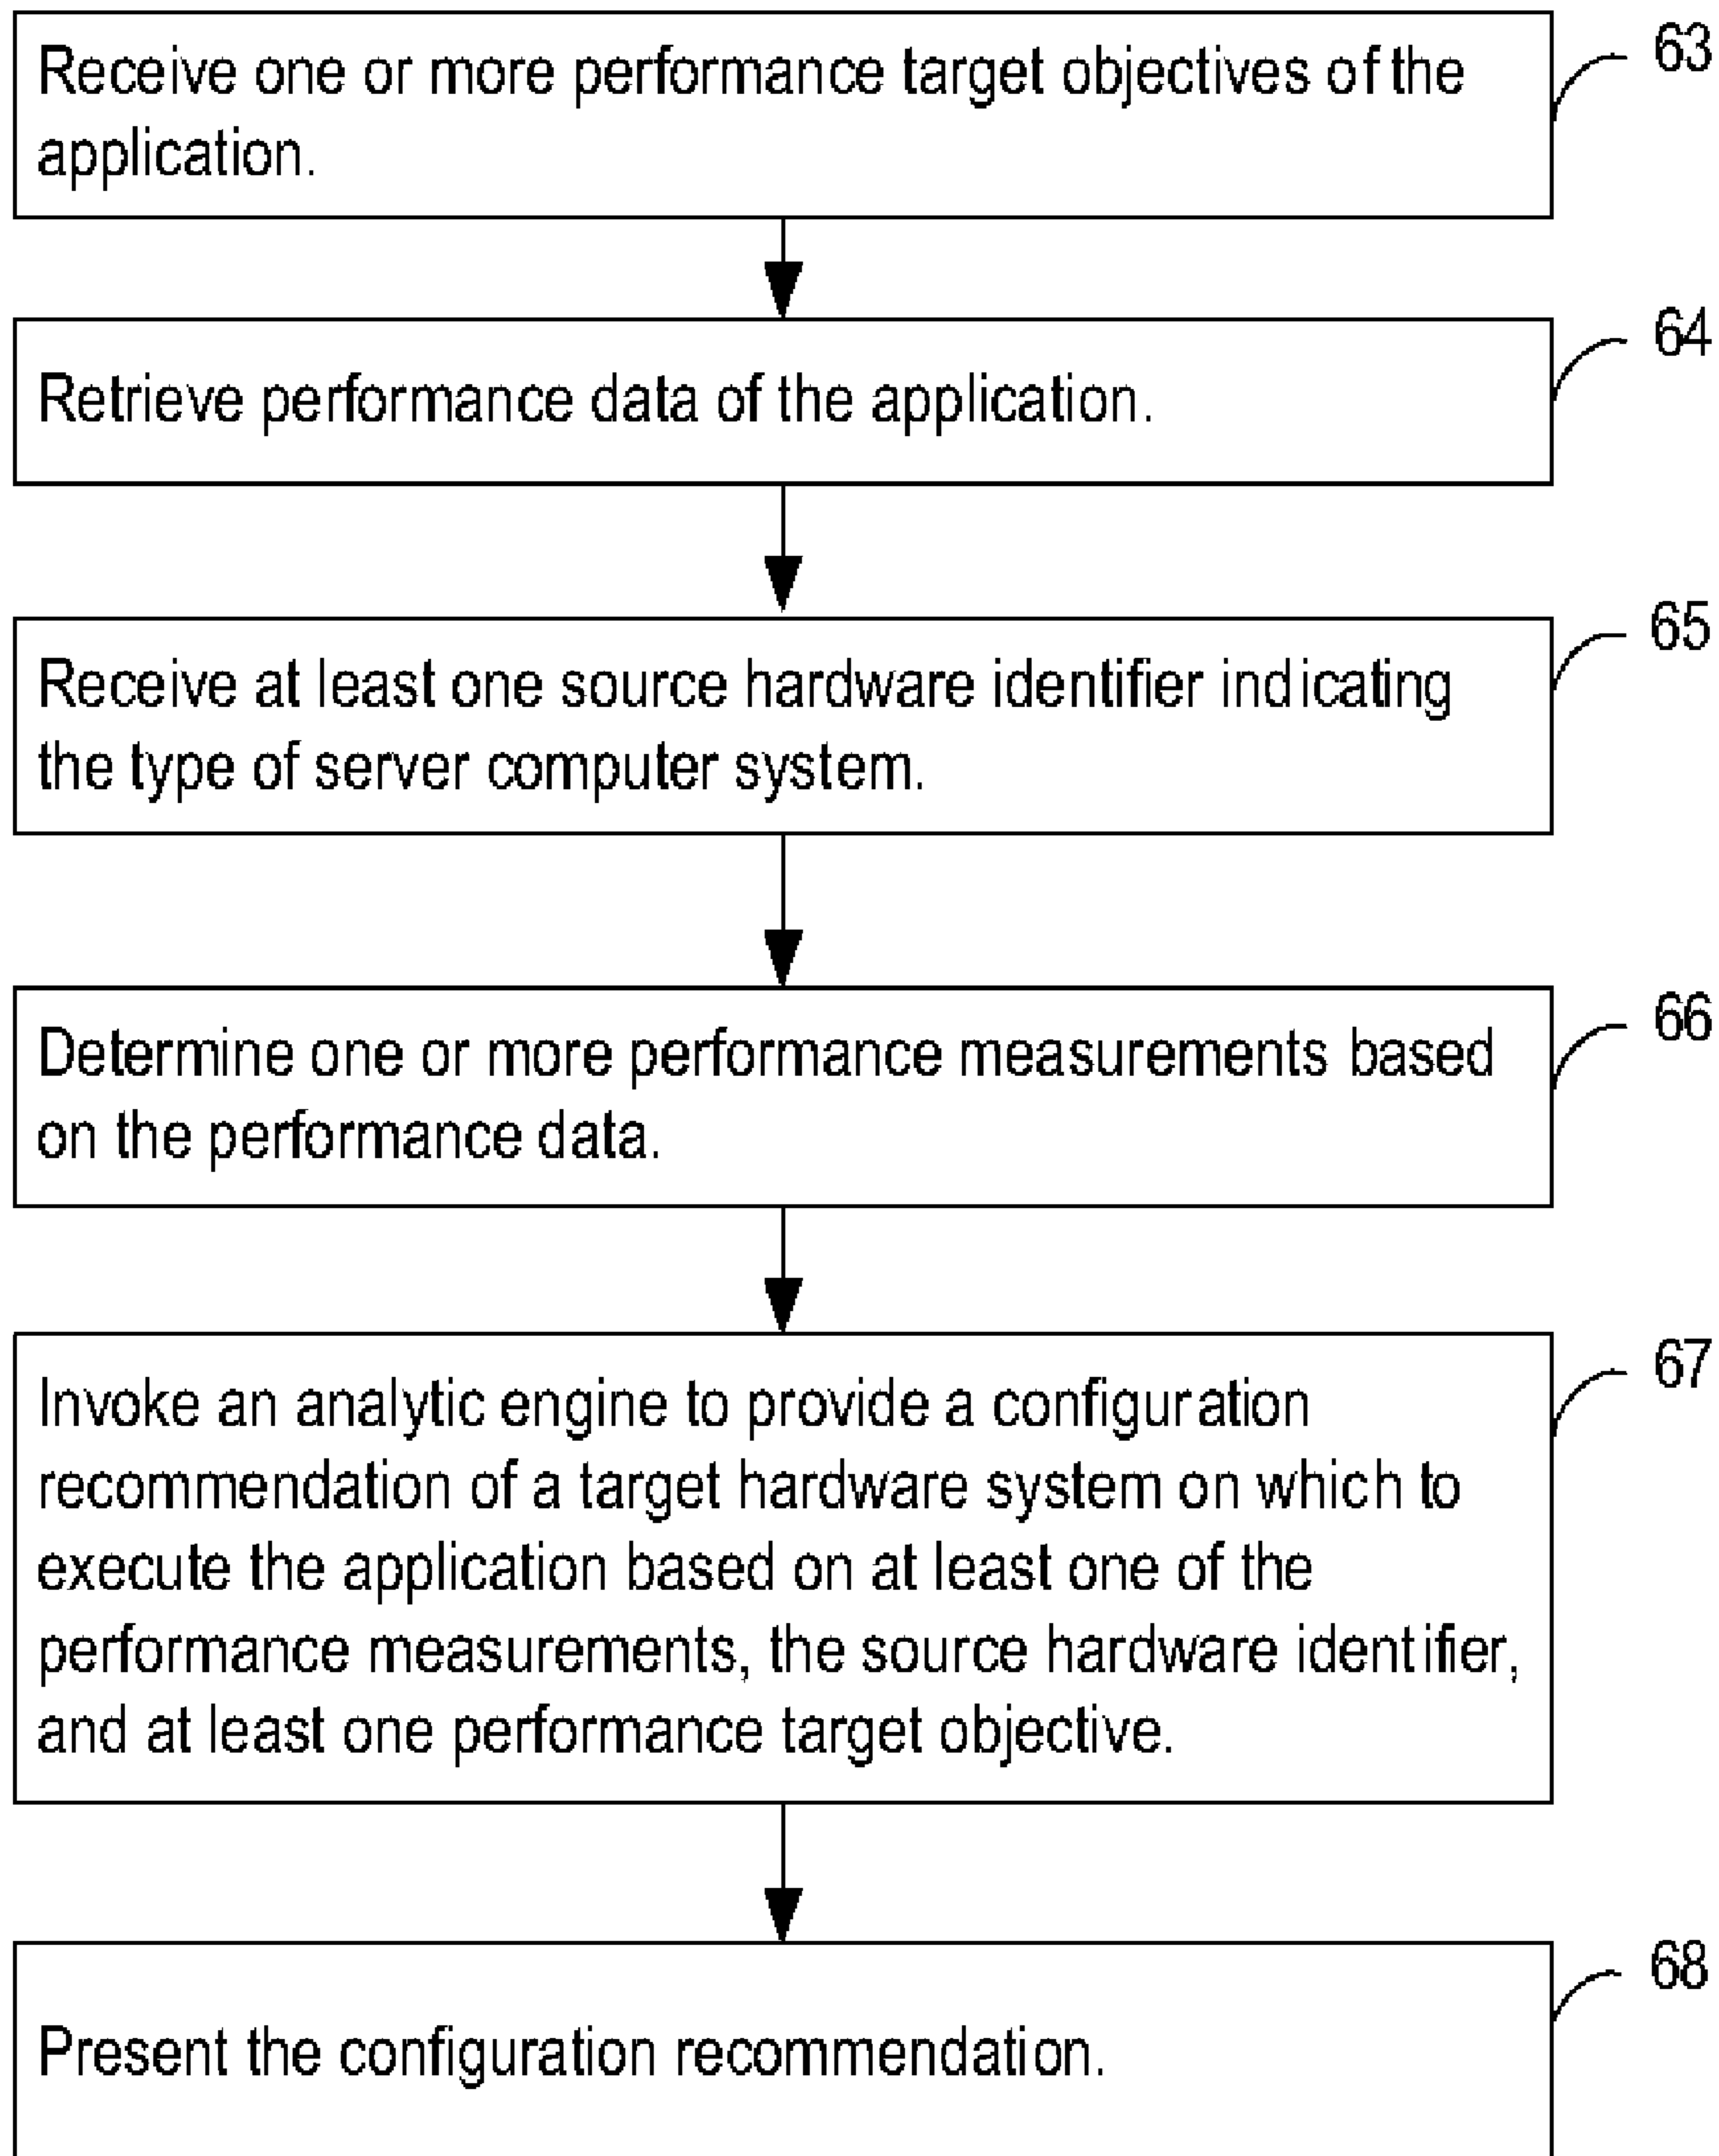 Receive one or more performance target objectives of the
application.
63
Retrieve performance data of the application.
64
Receive at least one source hardware identifier indicating
the type of server computer system.
65
Determine one or more performance measurements based
on the performance data.
66
Invoke an analytic engine to provide a configuration
recommendation of a target hardware system on which to
execute the application based on at least one of the
performance measurements, the source hardware identifier,
and at least one performance target objective.
67
Present the configuration recommendation.
68